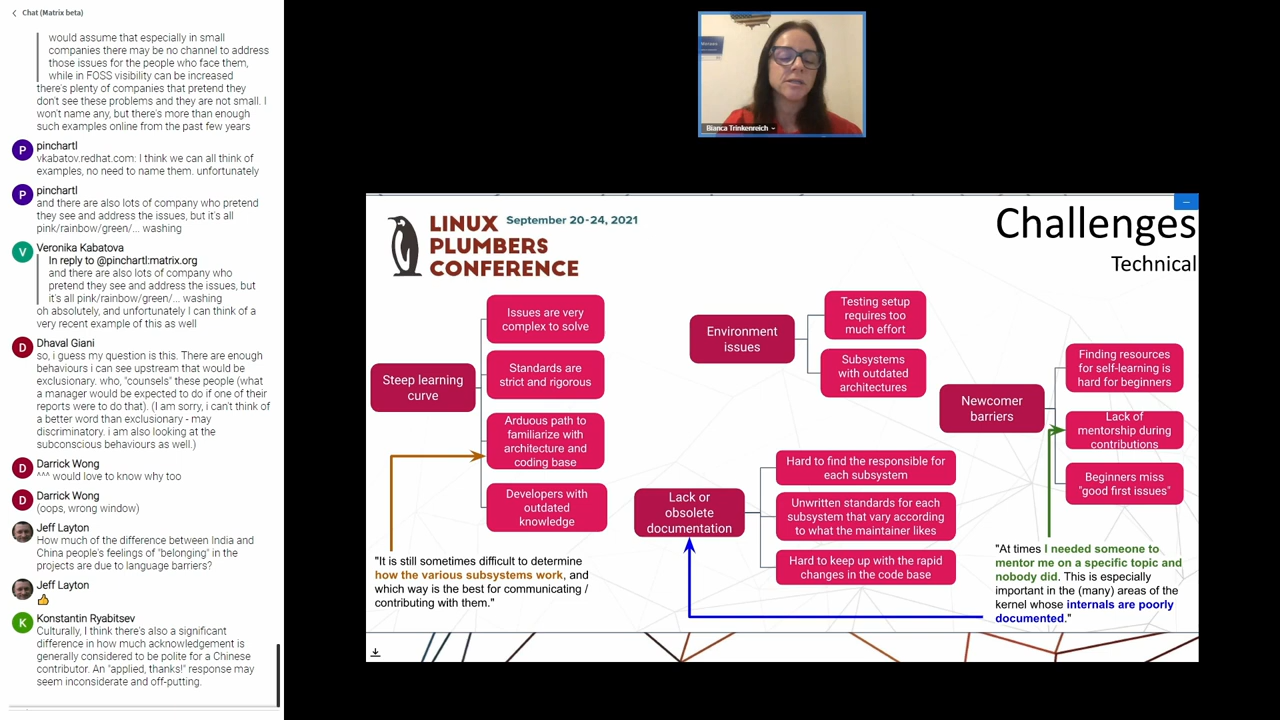 Chat (Matrix beta)
would assume that especially in small
companies there may be no channel to address
those issues for the people who face them,
while in FOSS visibility can be increased
there's plenty of companies that pretend they
don't see these problems and they are not small. I
won't name any, but there's more than enough
such examples online from the past few years
P
pinchartl
vkabatov.redhat.com: I think we can all think of
examples, no need to name them. unfortunately
P
pinchartl
and there are also lots of company who pretend
they see and address the issues, but it's all
pink/rainbow/green/... washing
V
Veronika Kabatova
In reply to @pinchartl:matrix.org
and there are also lots of company who
pretend they see and address the issues, but
it's all pink/rainbow/green/... washing
oh absolutely, and unfortunately I can think of a
very recent example of this as well
D
Dhaval Giani
so, i guess my question is this. There are enough
behaviours i can see upstream that would be
exclusionary. who, "counsels" these people (what
a manager would be expected to do if one of their
reports were to do that). (I am sorry, i can't think of
a better word than exclusionary - may
discriminatory. i am also looking at the
subconscious behaviours as well.)
D
Darrick Wong
^^^ would love to know why too
D
Darrick Wong
(oops, wrong window)
Jeff Layton
How much of the difference between India and
China people's feelings of "belonging" in the
projects are due to language barriers?
Jeff Layton
👍
K
Konstantin Ryabitsev
Culturally, I think there's also a significant
difference in how much acknowledgement is
generally considered to be polite for a Chinese
contributor. An "applied, thanks!" response may
seem inconsiderate and off-putting.
Bianca Trinkenreich
LINUX
PLUMBERS
CONFERENCE
September 20-24, 2021
Challenges
Technical
Steep learning
curve
Issues are very
complex to solve
Standards are
strict and rigorous
Arduous path to
familiarize with
architecture and
coding base
Developers with
outdated
knowledge
"It is still sometimes difficult to determine
how the various subsystems work, and
which way is the best for communicating /
contributing with them."
Environment
issues
Testing setup
requires too
much effort
Subsystems
with outdated
architectures
Lack or
obsolete
documentation
Hard to find the responsible for
each subsystem
Unwritten standards for each
subsystem that vary according
to what the maintainer likes
Hard to keep up with the rapid
changes in the code base
Newcomer
barriers
Finding resources
for self-learning is
hard for beginners
Lack of
mentorship during
contributions
Beginners miss
"good first issues"
"At times I needed someone to
mentor me on a specific topic and
nobody did. This is especially
important in the (many) areas of the
kernel whose internals are poorly
documented."